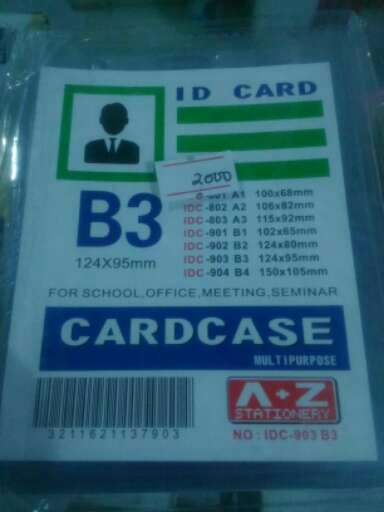 ID CARD
2000
B3
124X95mm
801 A1 100x68mm
IDC-802 A2 106x82mm
IDC-803 A3 115x92mm
IDC-901 B1 102x65mm
IDC-902 B2 124x80mm
IDC-903 B3 124x95mm
IDC-904 B4 150x105mm
FOR SCHOOL,OFFICE,MEETING,SEMINAR
CARDCASE
MULTIPURPOSE
3211621137903
A+Z
STATIONERY
NO : IDC-903 B3